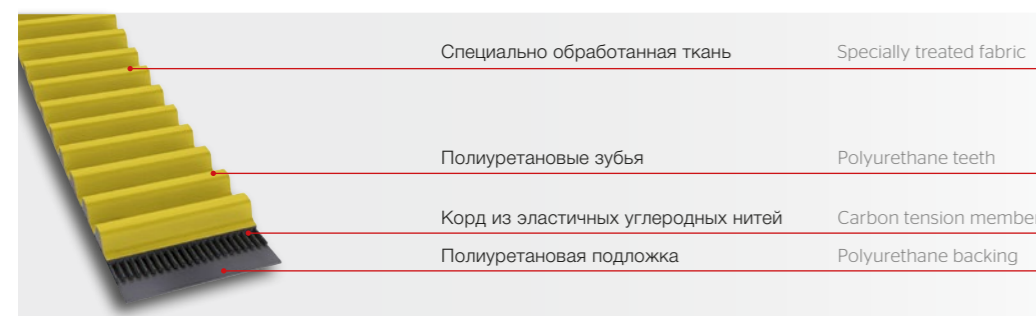 Специально обработанная ткань Specially treated fabric
Полиуретановые зубья Polyurethane teeth
Корд из эластичных углеродных нитей Carbon tension member
Полиуретановая подложка Polyurethane backing